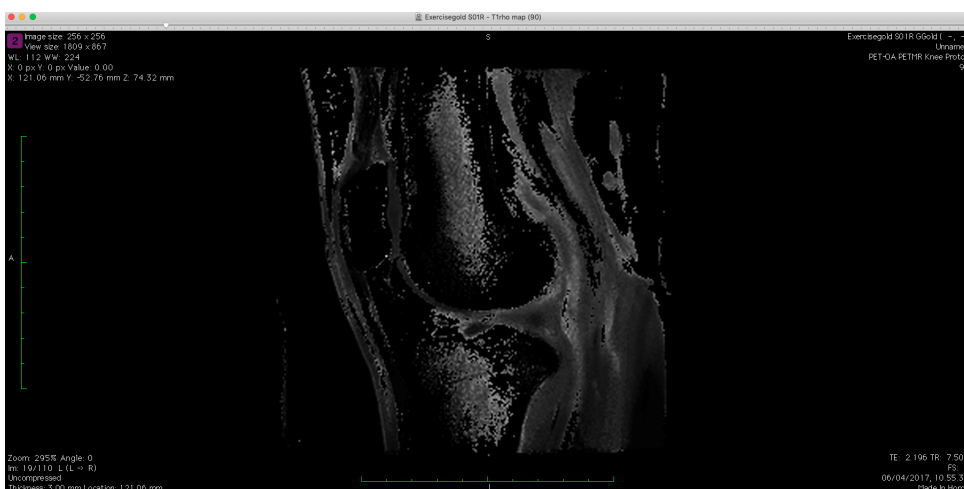 Exercisegold S01R - T1rho map (90)
2
Image size: 256 x 256
View size: 1809 x 867
WL: 112 WW: 224
X: 0 px Y: 0 px Value: 0.00
X: 121.06 mm Y: -52.76 mm Z: 74.32 mm
S
Exercisegold S01R GGold ( -, -
Unname
PET-OA PETMR Knee Proto
9
A
Zoom: 295% Angle: 0
Im: 19/110 L (L -> R)
Uncompressed
Thickness: 3.00 mm Location: 121.06 mm
TE: 2.196 TR: 7.50
FS:
06/04/2017, 10.55.3
Made In Hor